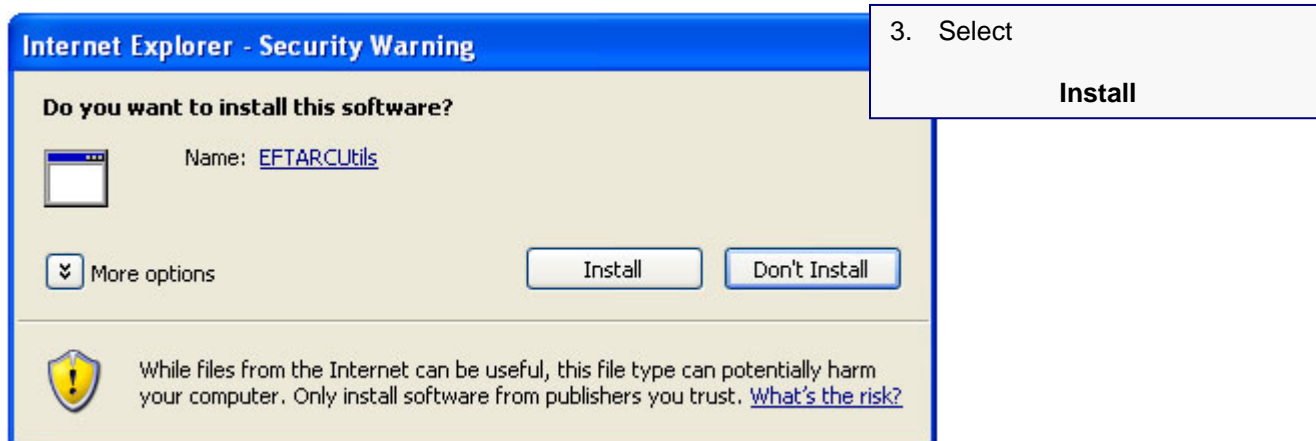 Internet Explorer - Security Warning
3. Select
Install
Do you want to install this software?
Name: EFTARCUtils
More options
Install
Don't Install
While files from the Internet can be useful, this file type can potentially harm
your computer. Only install software from publishers you trust. What's the risk?